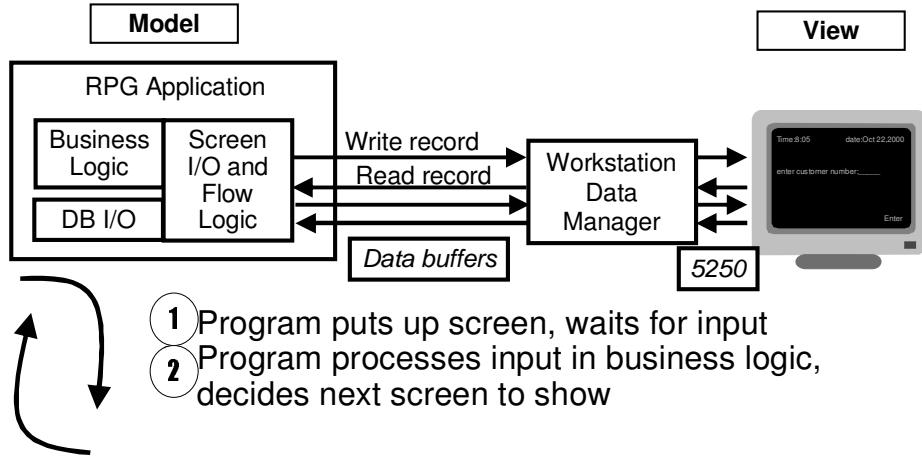 Model
View
RPG Application
Business
Logic
Screen
I/O and
Flow
Logic
DB I/O
Write record
Read record
Workstation
Data
Manager
Data buffers
5250
Time:8:05 date:Oct 22,2000
enter customer number:_____
Enter
1 Program puts up screen, waits for input
2 Program processes input in business logic,
decides next screen to show